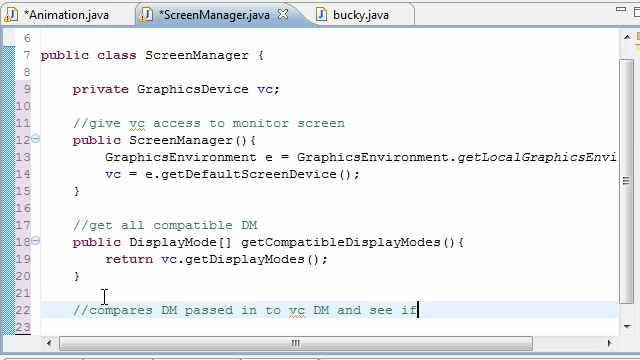 *Animation.java *ScreenManager.java bucky.java
6
7 public class ScreenManager {
8
9 private GraphicsDevice vc;
10
11 //give vc access to monitor screen
12 public ScreenManager(){
13 GraphicsEnvironment e = GraphicsEnvironment.getLocalGraphicsEnvi
14 vc = e.getDefaultScreenDevice();
15 }
16
17 //get all compatible DM
18 public DisplayMode[] getCompatibleDisplayModes(){
19 return vc.getDisplayModes();
20 }
21
22 //compares DM passed in to vc DM and see if
23